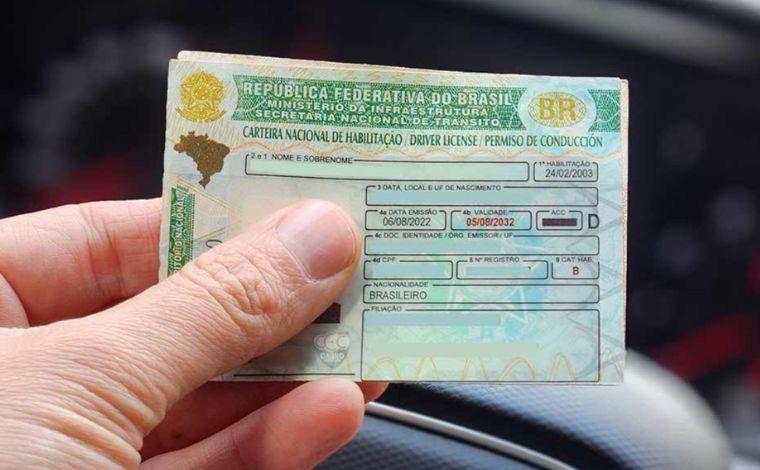 REPÚBLICA FEDERATIVA DO BRASIL
MINISTÉRIO DA INFRAESTRUTURA
SECRETARIA NACIONAL DE TRÂNSITO
BR
CARTEIRA NACIONAL DE HABILITAÇÃO / DRIVER LICENSE / PERMISO DE CONDUCCIÓN
2 e 1 NOME E SOBRENOME
1ª HABILITAÇÃO
24/02/2003
3 DATA, LOCAL E UF DE NASCIMENTO
4a DATA EMISSÃO
06/08/2022
4b VALIDADE
05/08/2032
ACC
D
4c DOC. IDENTIDADE / ÓRG. EMISSOR / UF
4d CPF
5 Nº REGISTRO
9 CAT. HAB.
B
NACIONALIDADE
BRASILEIRO
FILIAÇÃO
NACIONAL